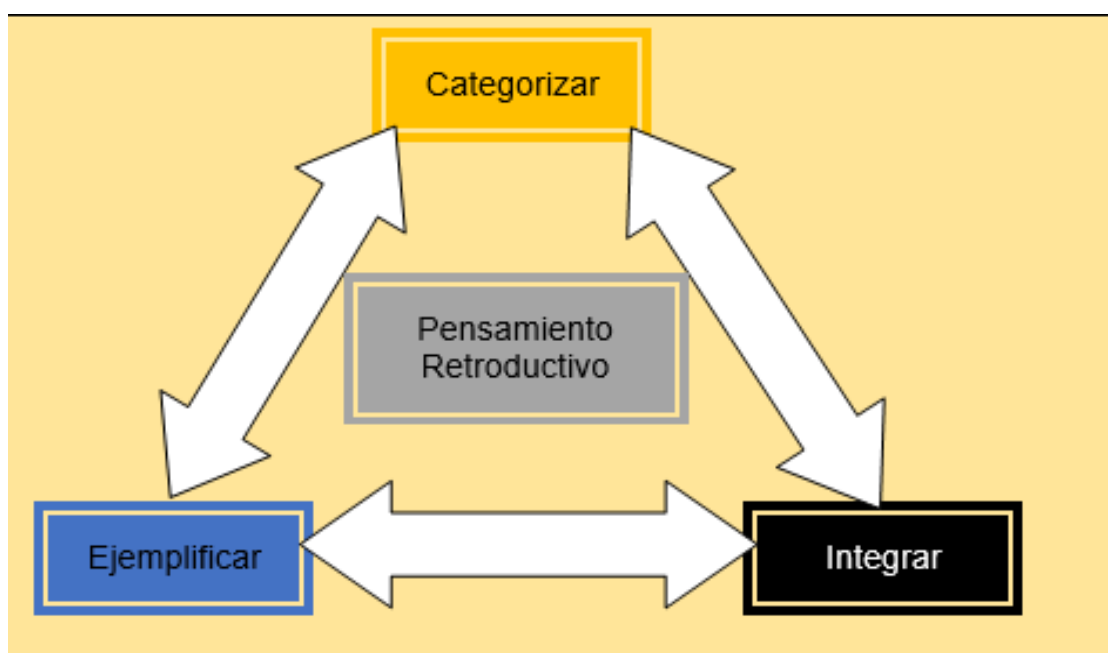 Categorizar
Pensamiento
Retroductivo
Ejemplificar
Integrar